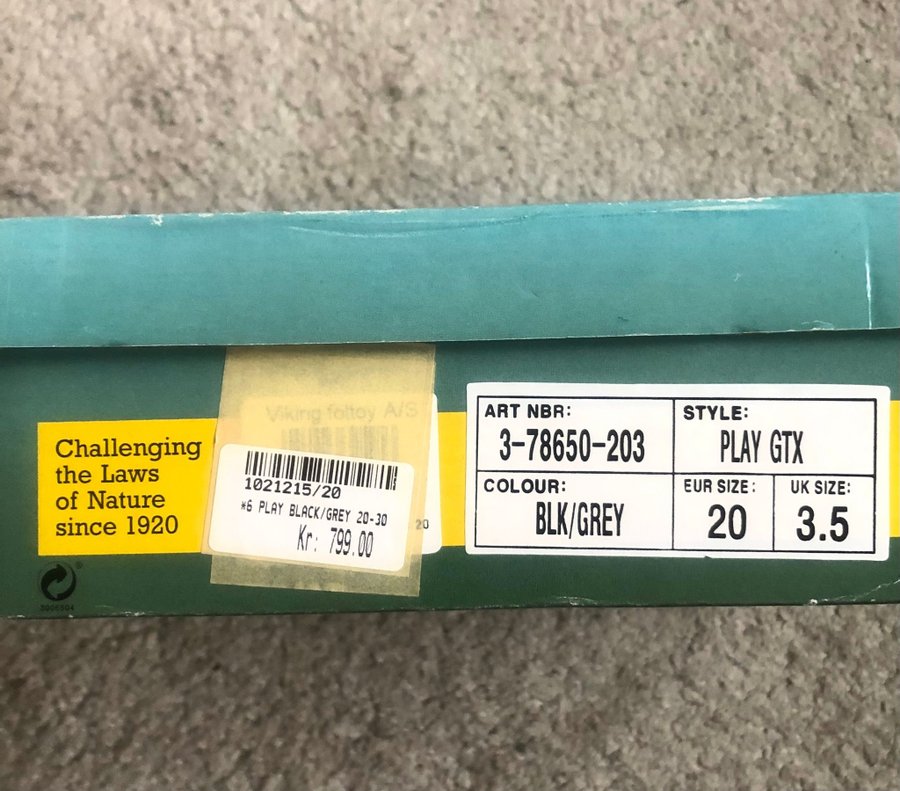 Challenging
the Laws
of Nature
since 1920
Viking fottoy A/S
1021215/20
*6 PLAY BLACK/GREY 20-30
Kr: 799.00
20
ART NBR:
3-78650-203
STYLE:
PLAY GTX
COLOUR:
BLK/GREY
EUR SIZE:
20
UK SIZE:
3.5